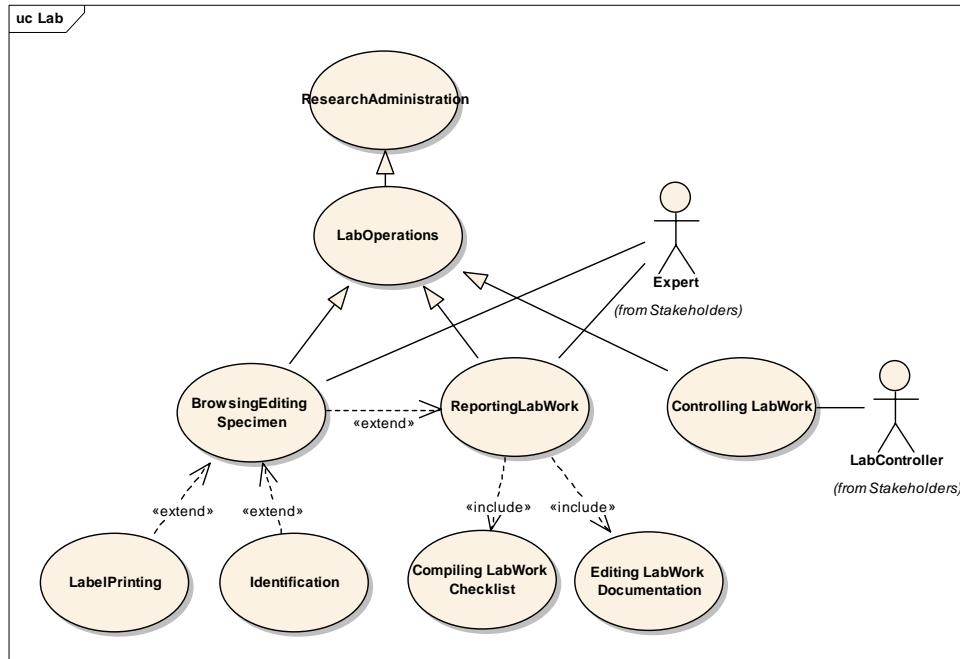 uc Lab
ResearchAdministration
LabOperations
Expert
(from Stakeholders)
BrowsingEditing
Specimen
«extend»
ReportingLabWork
Controlling LabWork
LabController
(from Stakeholders)
«extend»
«extend»
«include»
«include»
LabelPrinting
Identification
Compiling LabWork
Checklist
Editing LabWork
Documentation